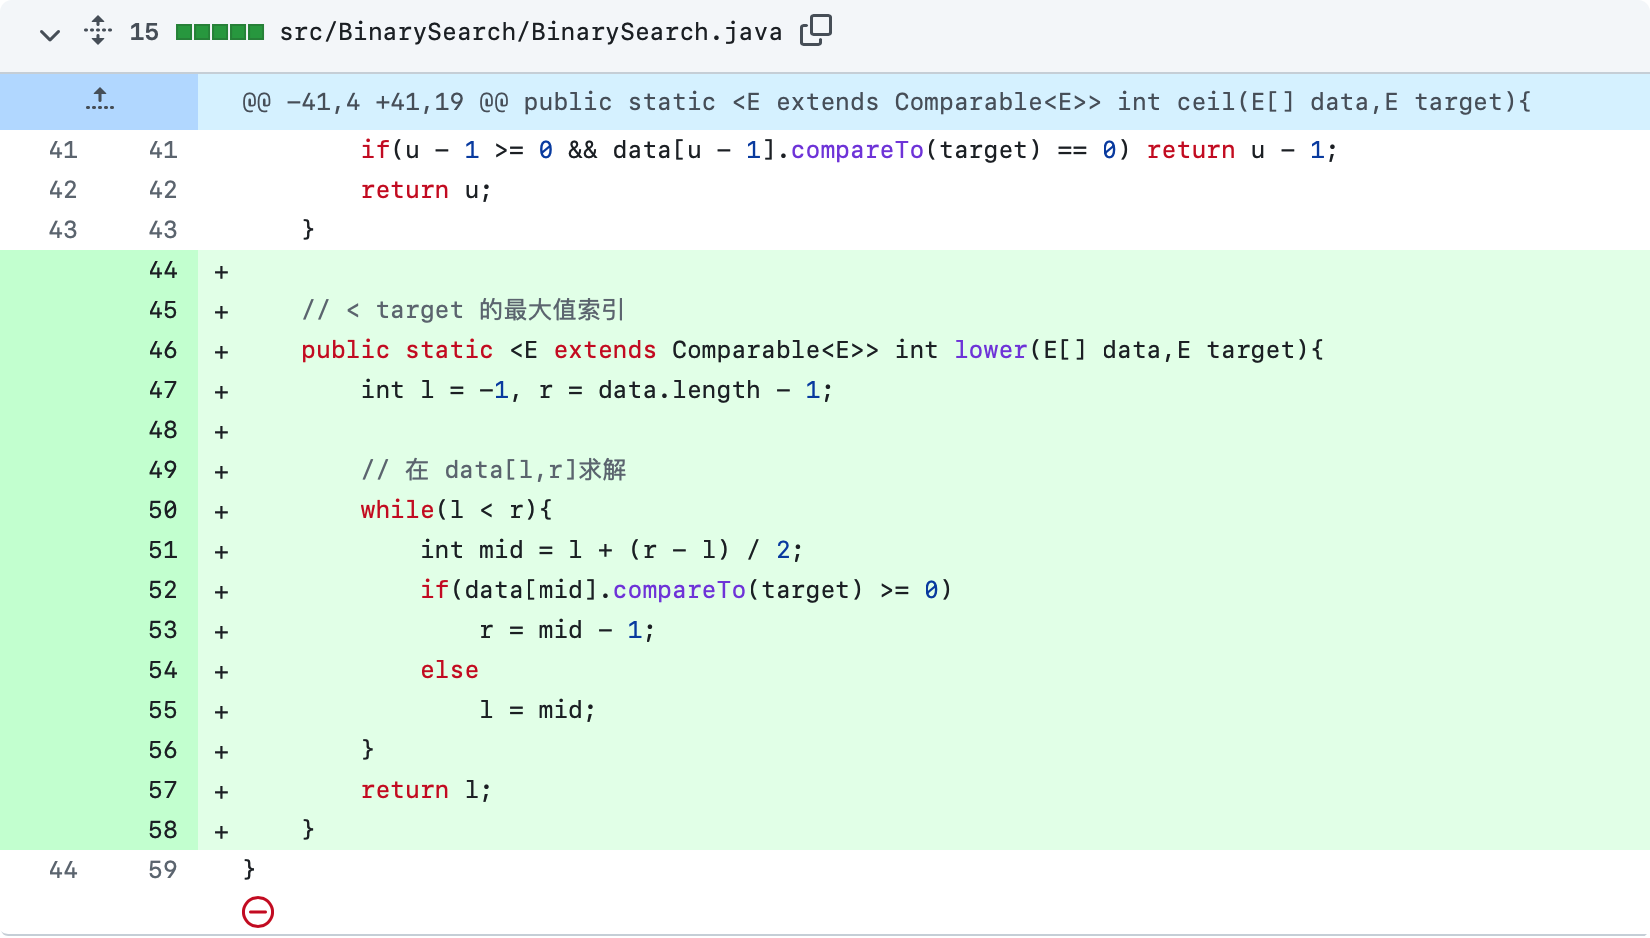 15 src/BinarySearch/BinarySearch.java
@@ -41,4 +41,19 @@ public static <E extends Comparable<E>> int ceil(E[] data,E target){
41 41 if(u - 1 >= 0 && data[u - 1].compareTo(target) == 0) return u - 1;
42 42 return u;
43 43 }
44 +
45 + // < target 的最大值索引
46 + public static <E extends Comparable<E>> int lower(E[] data,E target){
47 + int l = -1, r = data.length - 1;
48 +
49 + // 在 data[l,r]求解
50 + while(l < r){
51 + int mid = l + (r - l) / 2;
52 + if(data[mid].compareTo(target) >= 0)
53 + r = mid - 1;
54 + else
55 + l = mid;
56 + }
57 + return l;
58 + }
44 59 }